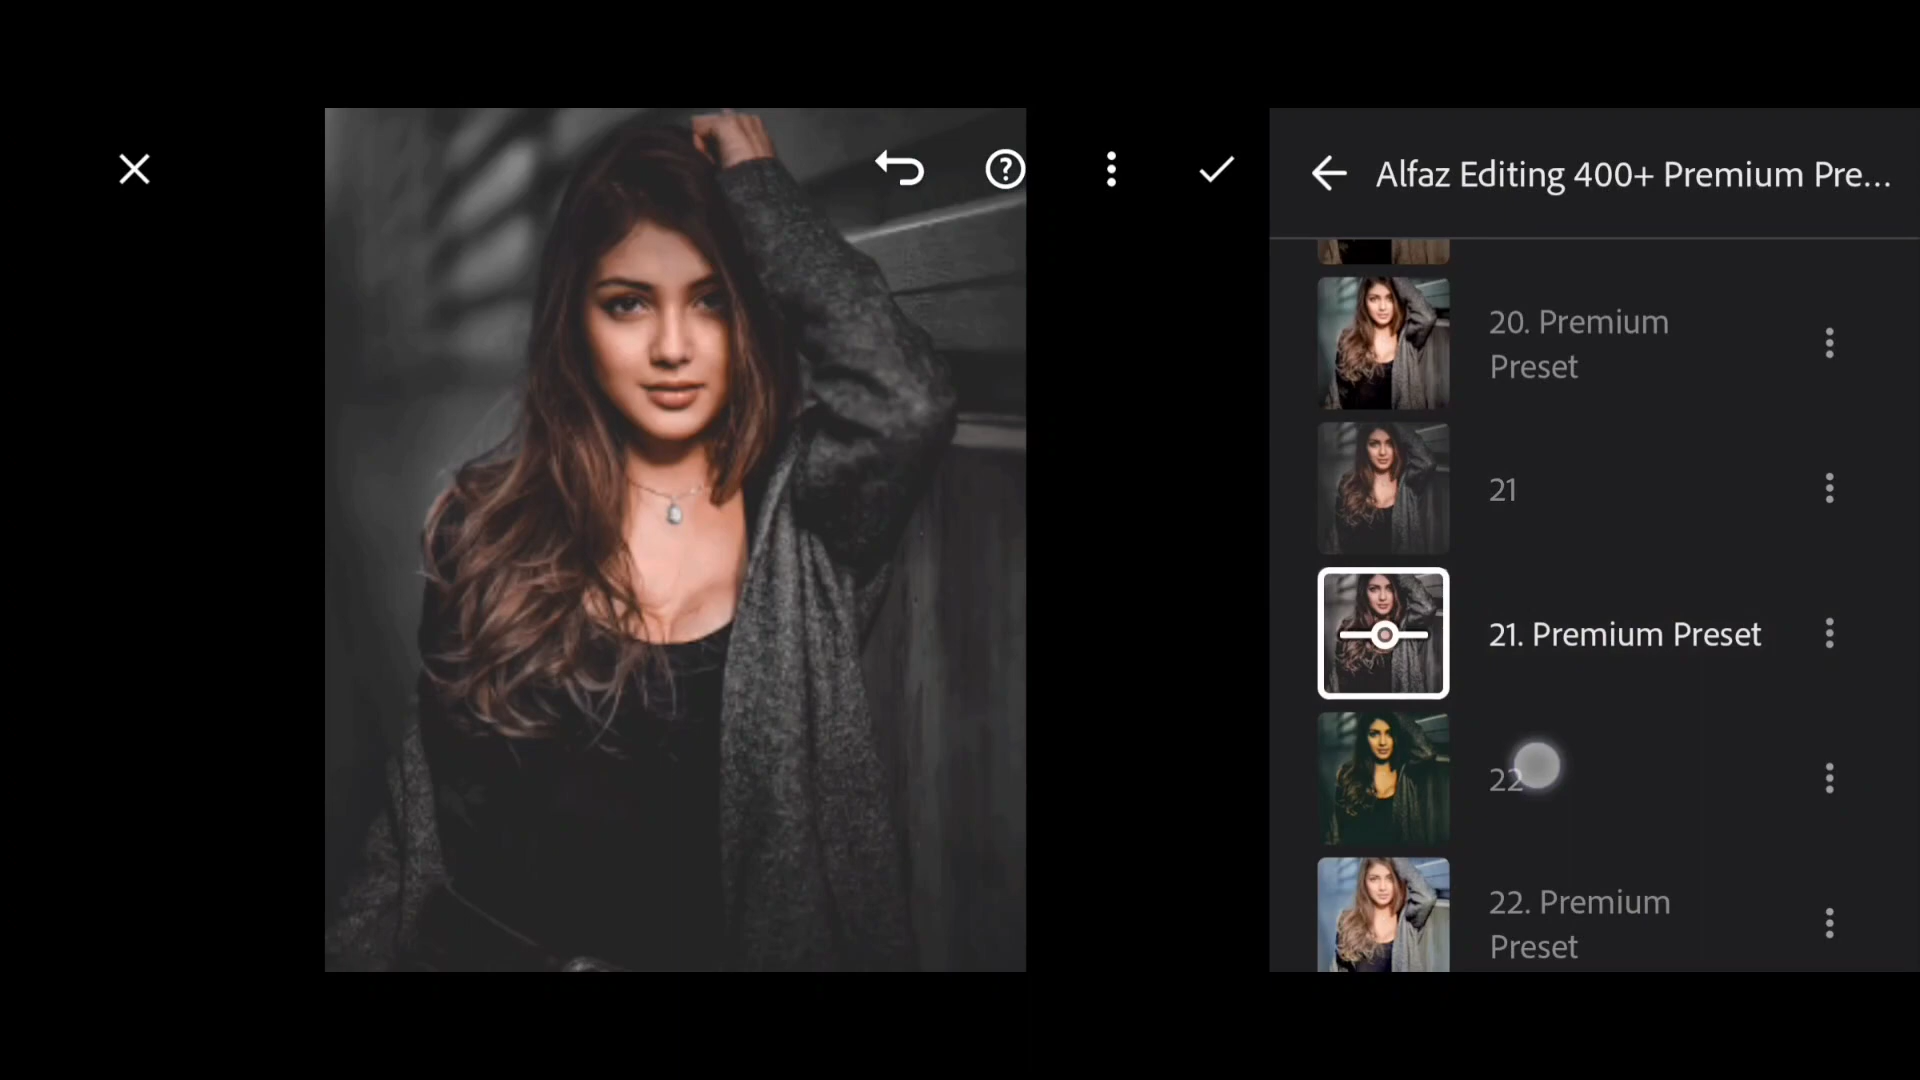 Alfaz Editing 400+ Premium Pre...
20. Premium
Preset
21
21. Premium Preset
22
22. Premium
Preset